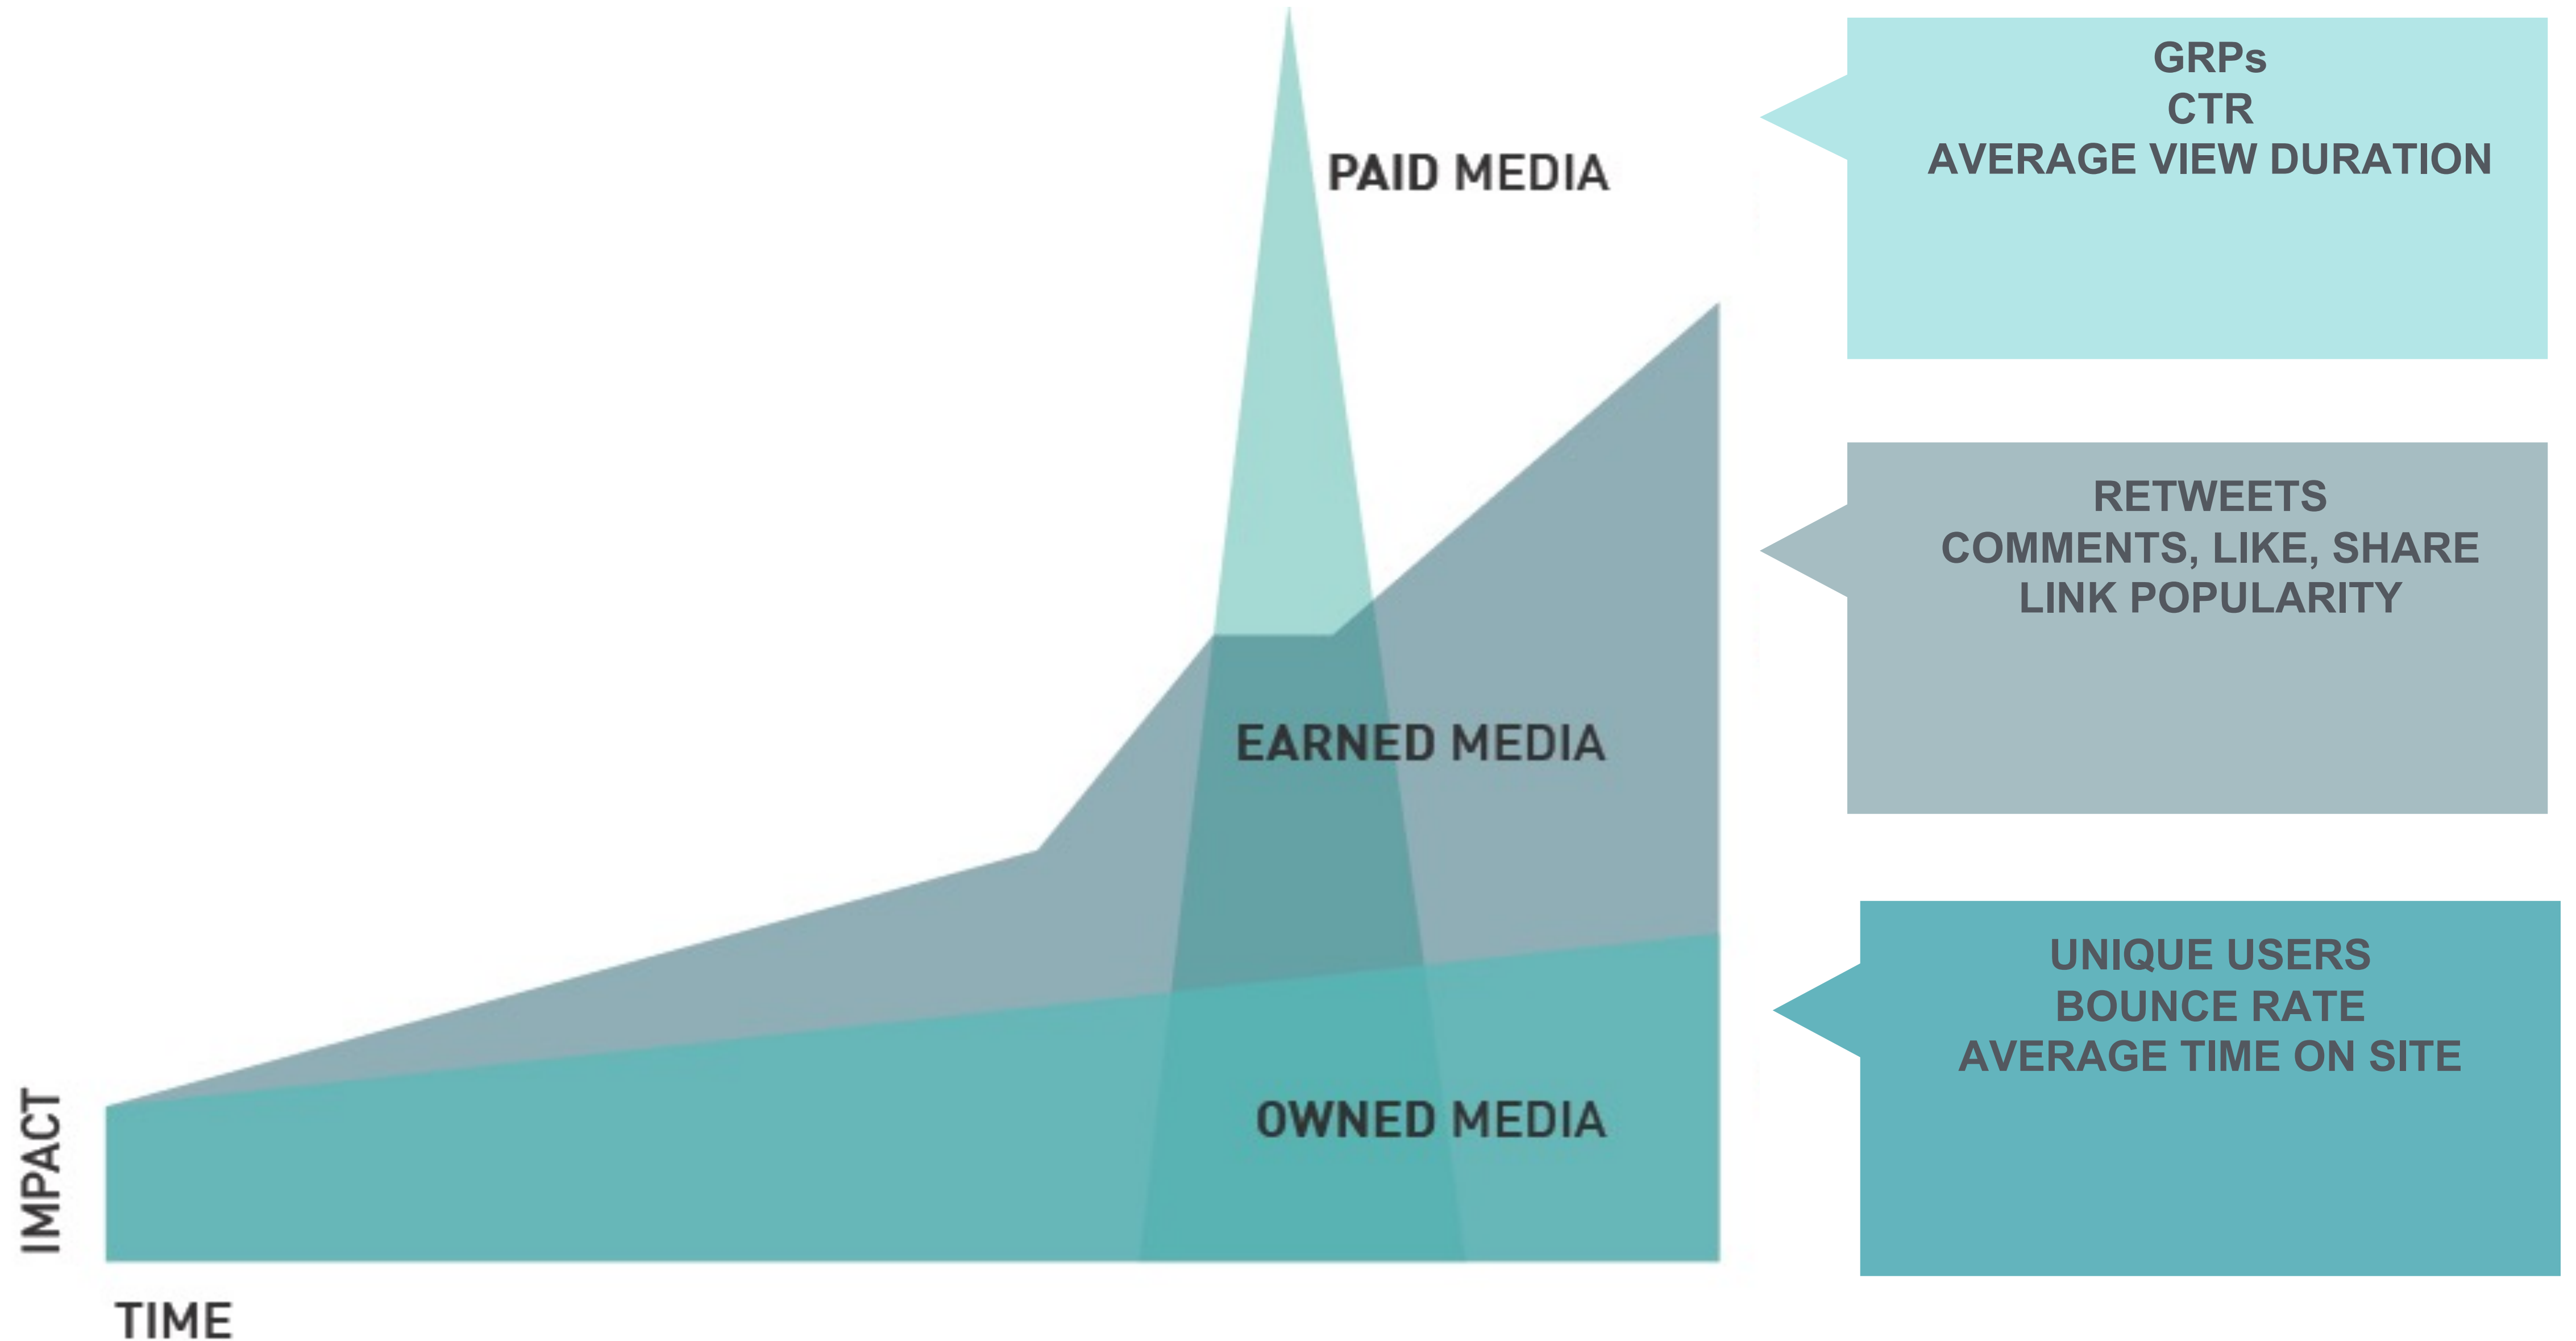 GRPs
CTR
AVERAGE VIEW DURATION
PAID MEDIA
RETWEETS
COMMENTS, LIKE, SHARE
LINK POPULARITY
EARNED MEDIA
UNIQUE USERS
BOUNCE RATE
AVERAGE TIME ON SITE
OWNED MEDIA
IMPACT
TIME